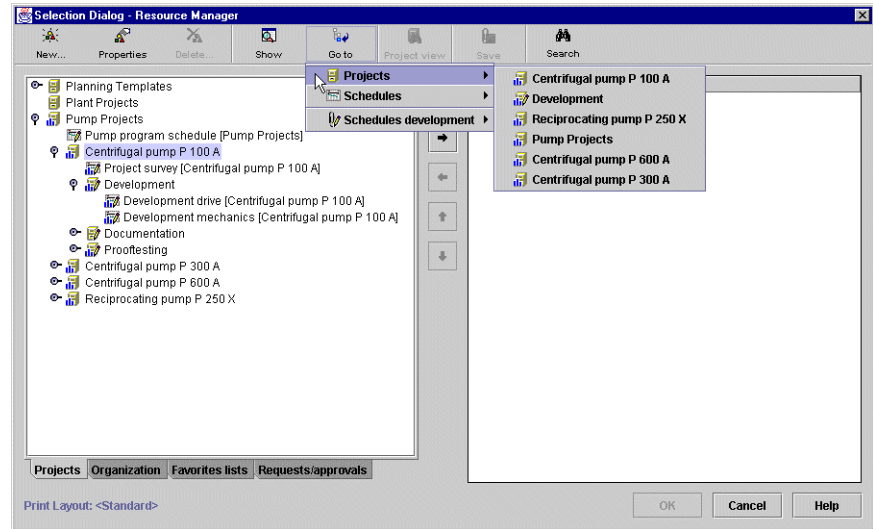 Selection Dialog - Resource Manager
New... Properties Delete... Show Go to Project view Save Search
Projects
Schedules
Schedules development
Centrifugal pump P 100 A
Development
Reciprocating pump P 250 X
Pump Projects
Centrifugal pump P 600 A
Centrifugal pump P 300 A
Planning Templates
Plant Projects
Pump Projects
Pump program schedule [Pump Projects]
Centrifugal pump P 100 A
Project survey [Centrifugal pump P 100 A]
Development
Development drive [Centrifugal pump P 100 A]
Development mechanics [Centrifugal pump P 100 A]
Documentation
Prooftesting
Centrifugal pump P 300 A
Centrifugal pump P 600 A
Reciprocating pump P 250 X
Projects Organization Favorites lists Requests/approvals
Print Layout: <Standard>
OK Cancel Help